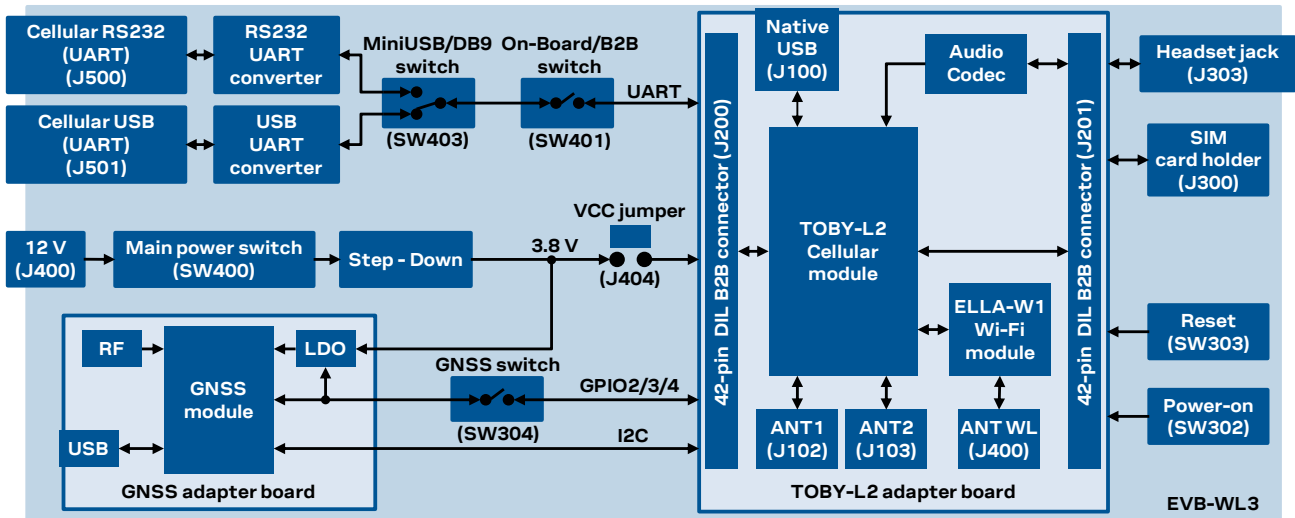 Cellular RS232
(UART)
(J500)
RS232
UART
converter
MiniUSB/DB9
switch
(SW403)
On-Board/B2B
switch
(SW401)
UART
Cellular USB
(UART)
(J501)
USB
UART
converter
12 V
(J400)
Main power switch
(SW400)
Step - Down
3.8 V
VCC jumper
(J404)
RF
GNSS
module
LDO
USB
GNSS adapter board
GNSS switch
(SW304)
GPIO2/3/4
I2C
42-pin DIL B2B connector (J200)
Native
USB
(J100)
Audio
Codec
TOBY-L2
Cellular
module
ELLA-W1
Wi-Fi
module
ANT1
(J102)
ANT2
(J103)
ANT WL
(J400)
TOBY-L2 adapter board
42-pin DIL B2B connector (J201)
Headset jack
(J303)
SIM
card holder
(J300)
Reset
(SW303)
Power-on
(SW302)
EVB-WL3